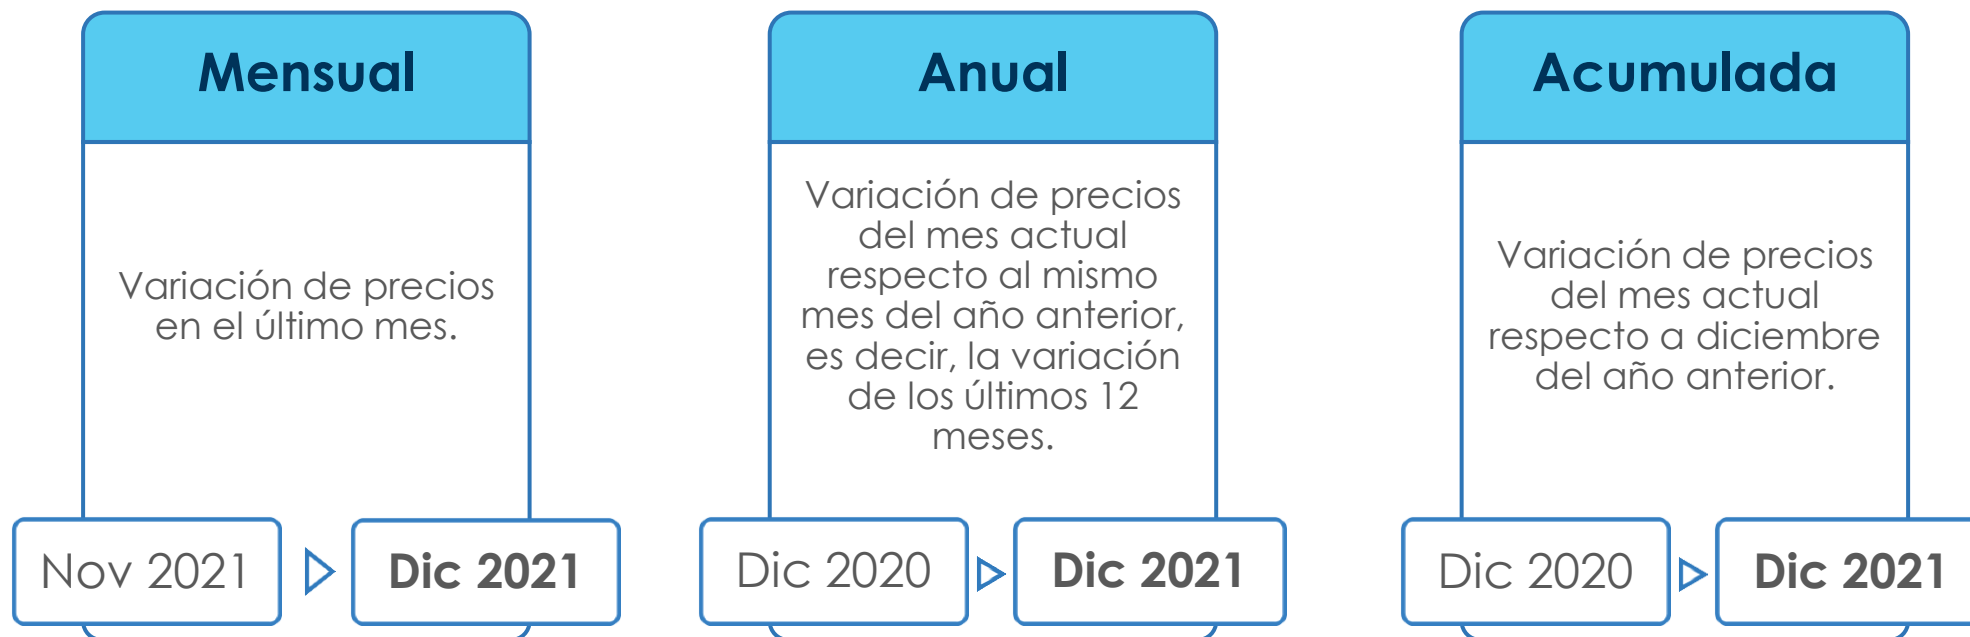 Mensual
Variación de precios
en el último mes.
Nov 2021
Dic 2021
Anual
Variación de precios
del mes actual
respecto al mismo
mes del año anterior,
es decir, la variación
de los últimos 12
meses.
Dic 2020
Dic 2021
Acumulada
Variación de precios
del mes actual
respecto a diciembre
del año anterior.
Dic 2020
Dic 2021